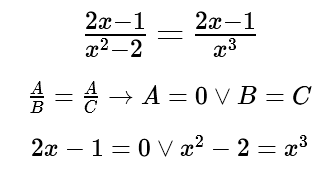 (2x−1)/(x²−2) = (2x−1)/(x³)
A/B = A/C → A = 0 ∨ B = C
2x − 1 = 0 ∨ x² − 2 = x³